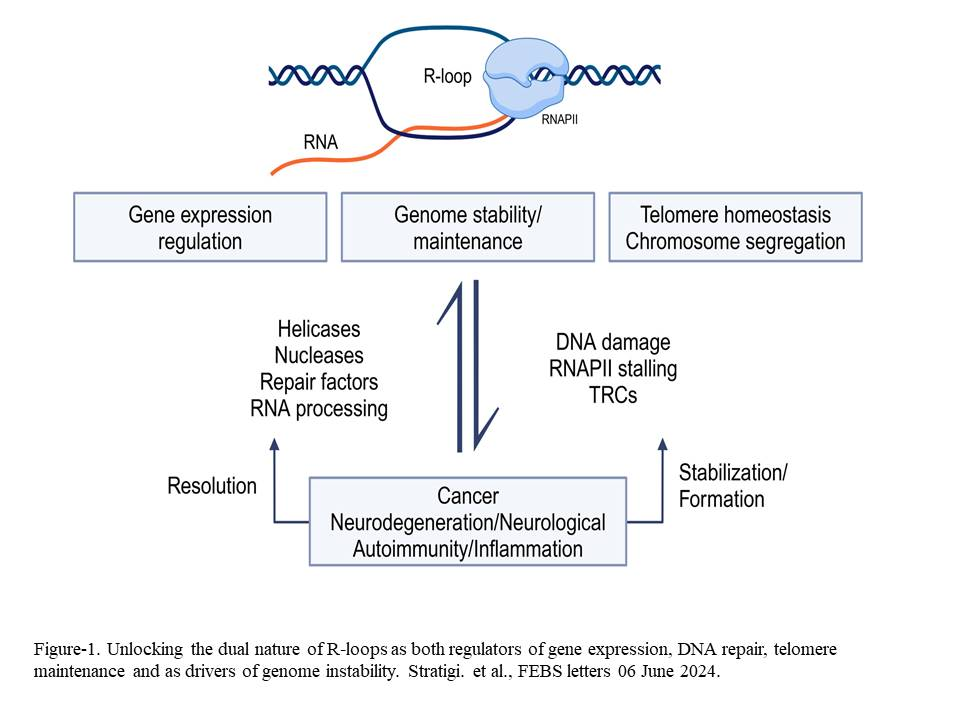 R-loop
RNAPII
RNA
Gene expression
regulation
Genome stability/
maintenance
Telomere homeostasis
Chromosome segregation
Helicases
Nucleases
Repair factors
RNA processing
DNA damage
RNAPII stalling
TRCs
Resolution
Stabilization/
Formation
Cancer
Neurodegeneration/Neurological
Autoimmunity/Inflammation
Figure-1. Unlocking the dual nature of R-loops as both regulators of gene expression, DNA repair, telomere
maintenance and as drivers of genome instability. Stratigi. et al., FEBS letters 06 June 2024.